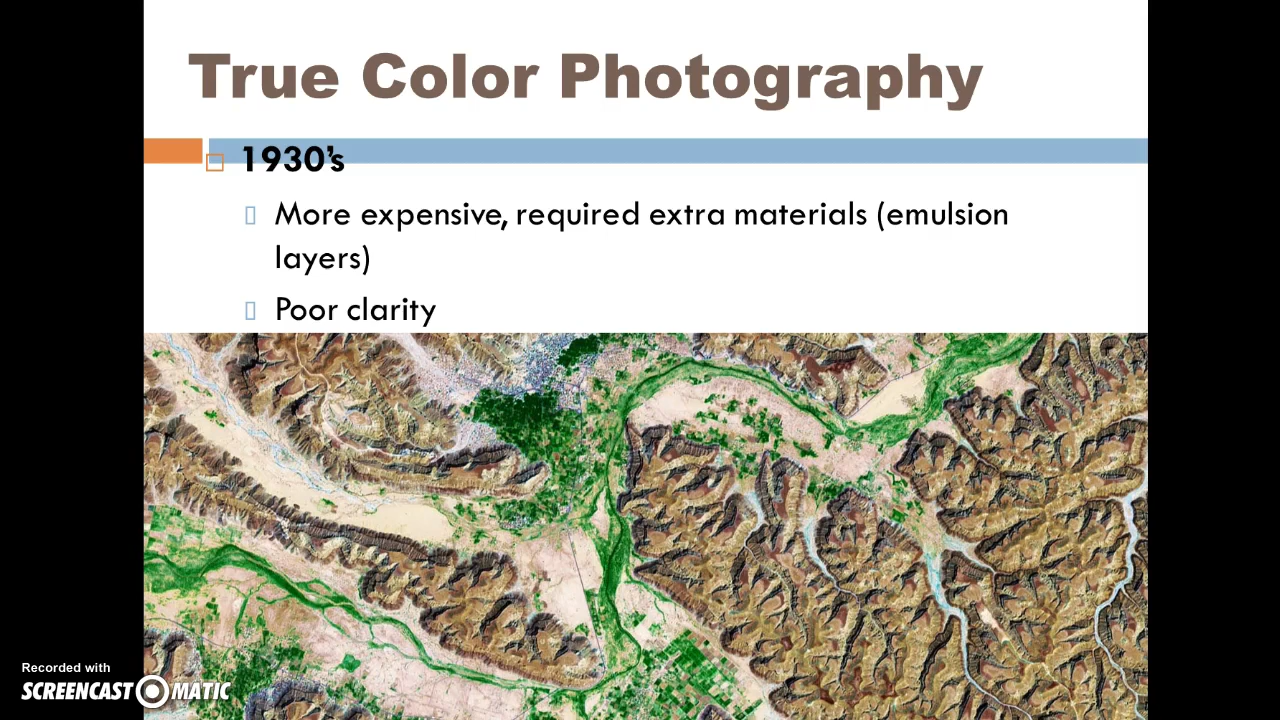 True Color Photography
1930’s
More expensive, required extra materials (emulsion
layers)
Poor clarity
Recorded with
SCREENCAST MATIC